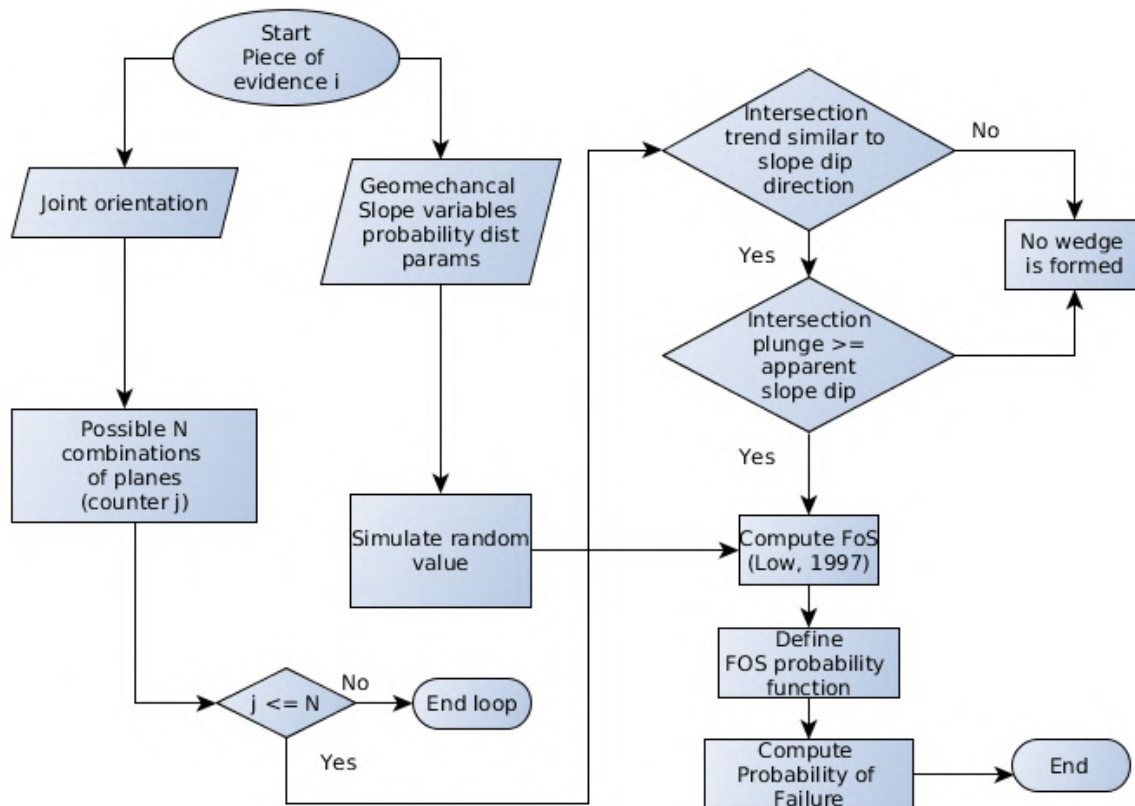 Start
Piece of
evidence i
Joint orientation
Geomechancal
Slope variables
probability dist
params
Possible N
combinations
of planes
(counter j)
Simulate random
value
j <= N
No
End loop
Yes
Intersection
trend similar to
slope dip
direction
No
No wedge
is formed
Yes
Intersection
plunge >=
apparent
slope dip
Yes
Compute FoS
(Low, 1997)
Define
FOS probability
function
Compute
Probability of
Failure
End